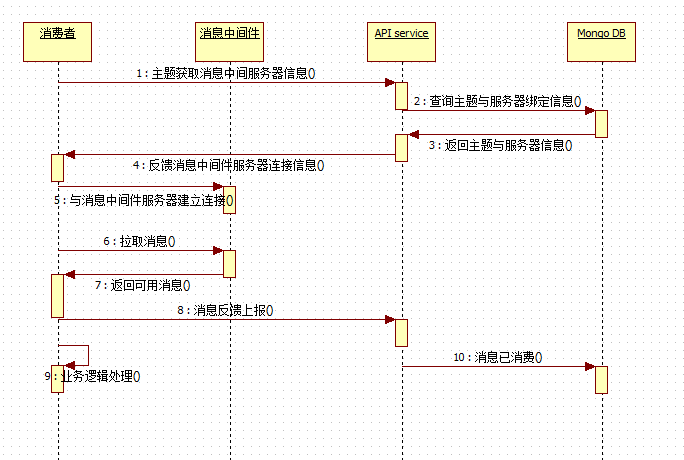 消费者
消息中间件
API service
Mongo DB
1 : 主题获取消息中间服务器信息()
2 : 查询主题与服务器绑定信息()
3 : 返回主题与服务器信息()
4 : 反馈消息中间件服务器连接信息()
5 : 与消息中间件服务器建立连接()
6 : 拉取消息()
7 : 返回可用消息()
8 : 消息反馈上报()
9 : 业务逻辑处理()
10 : 消息已消费()